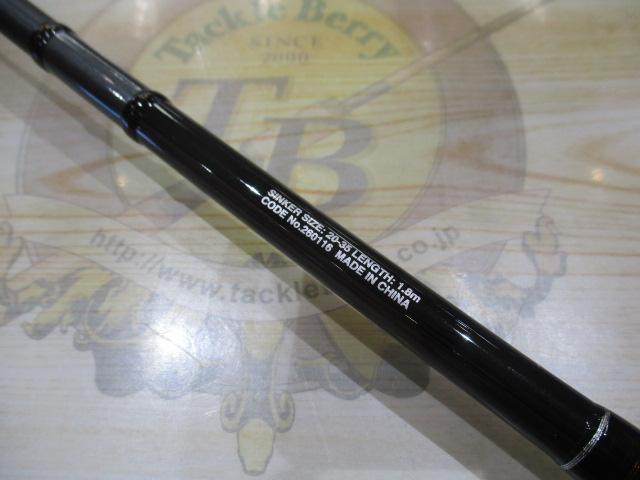 Tackle Berry
SINCE
2000
TB
SINKER SIZE: 20-35 LENGTH: 1.8m
CODE No.260116 MADE IN CHINA